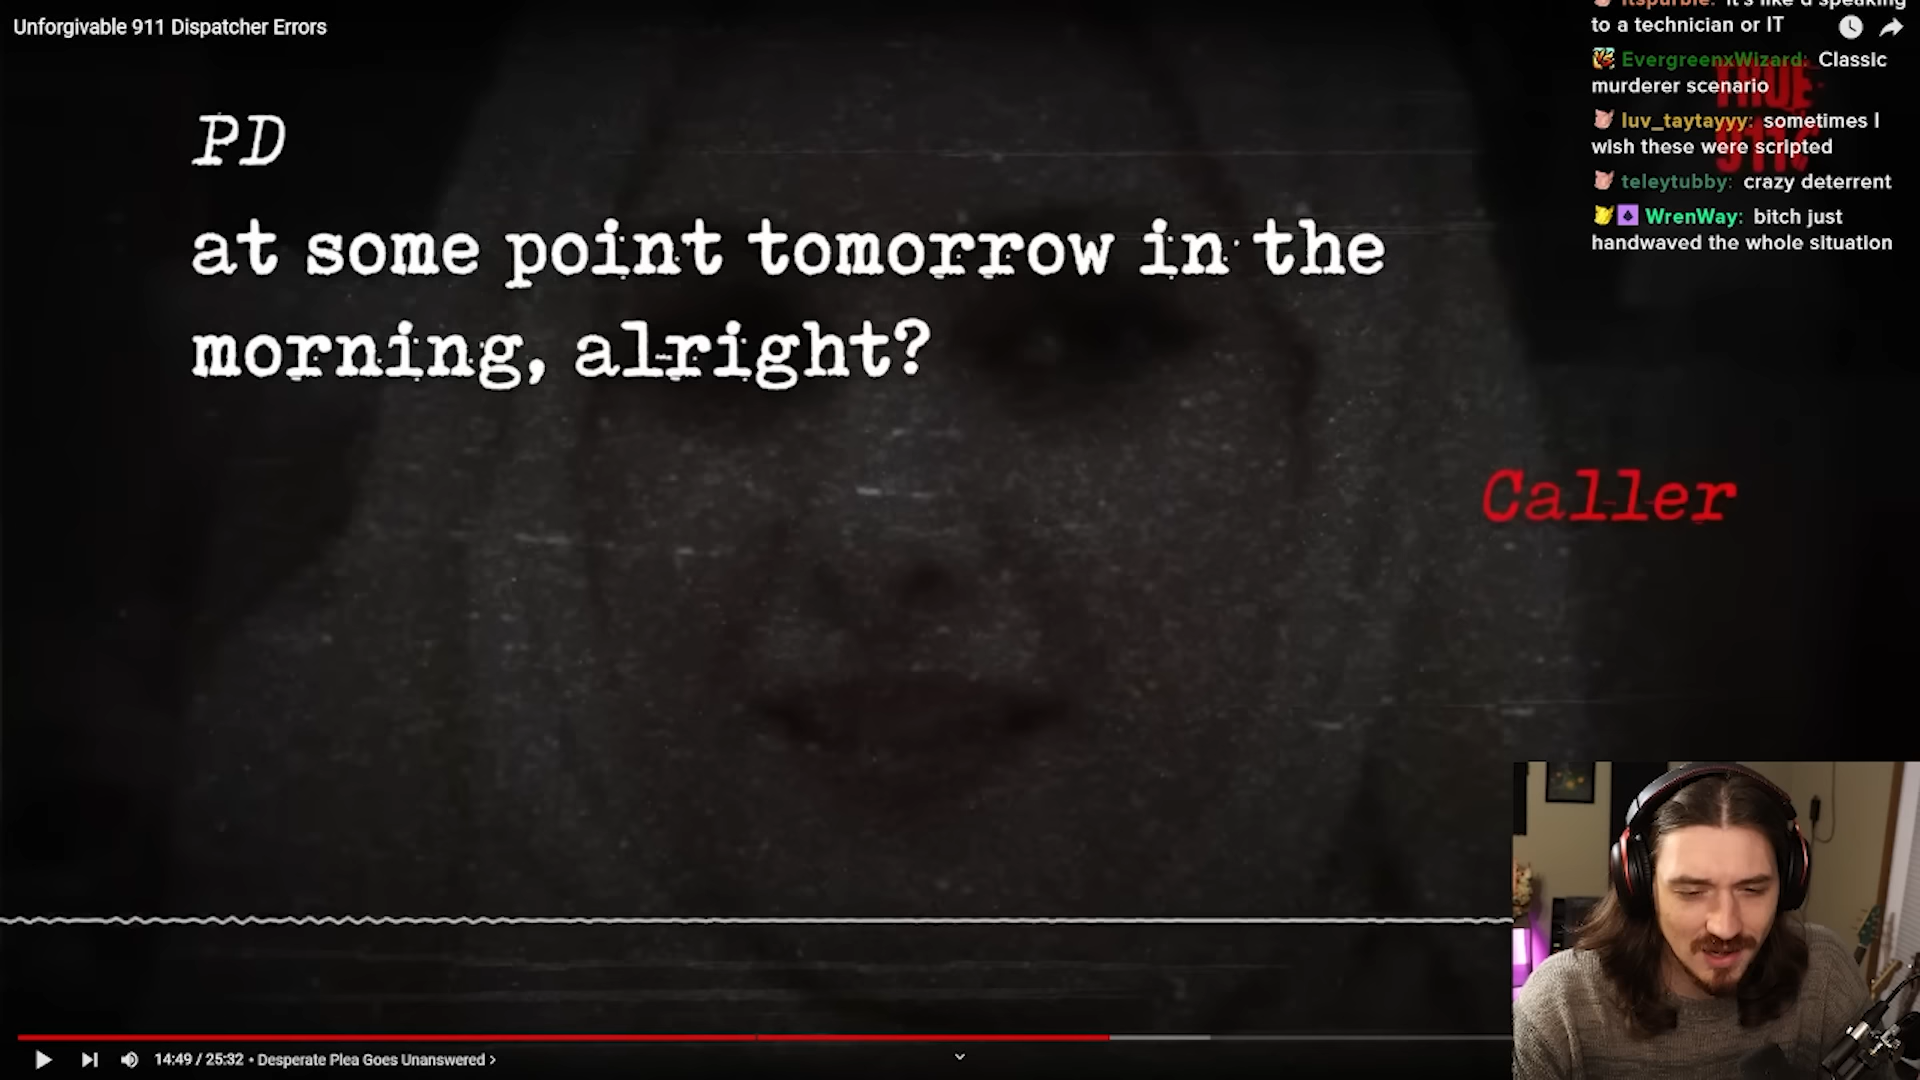 Unforgivable 911 Dispatcher Errors
PD
at some point tomorrow in the
morning, alright?
Caller
to a technician or IT
EvergreenxWizard: Classic
murderer scenario
luv_taytayyy: sometimes I
wish these were scripted
teleytubby: crazy deterrent
WrenWay: bitch just
handwaved the whole situation
TRUE
911
14:49 / 25:32 • Desperate Plea Goes Unanswered >